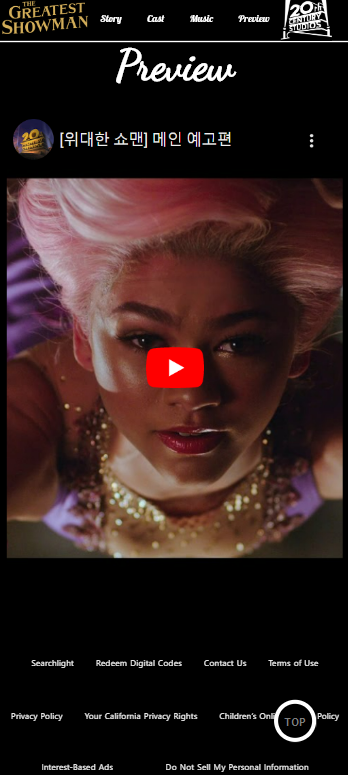 THE
GREATEST
SHOWMAN
Story Cast Music Preview
20th
CENTURY
STUDIOS
Preview
[위대한 쇼맨] 메인 예고편
Searchlight Redeem Digital Codes Contact Us Terms of Use
Privacy Policy Your California Privacy Rights Children's Policy
TOP
Interest-Based Ads Do Not Sell My Personal Information